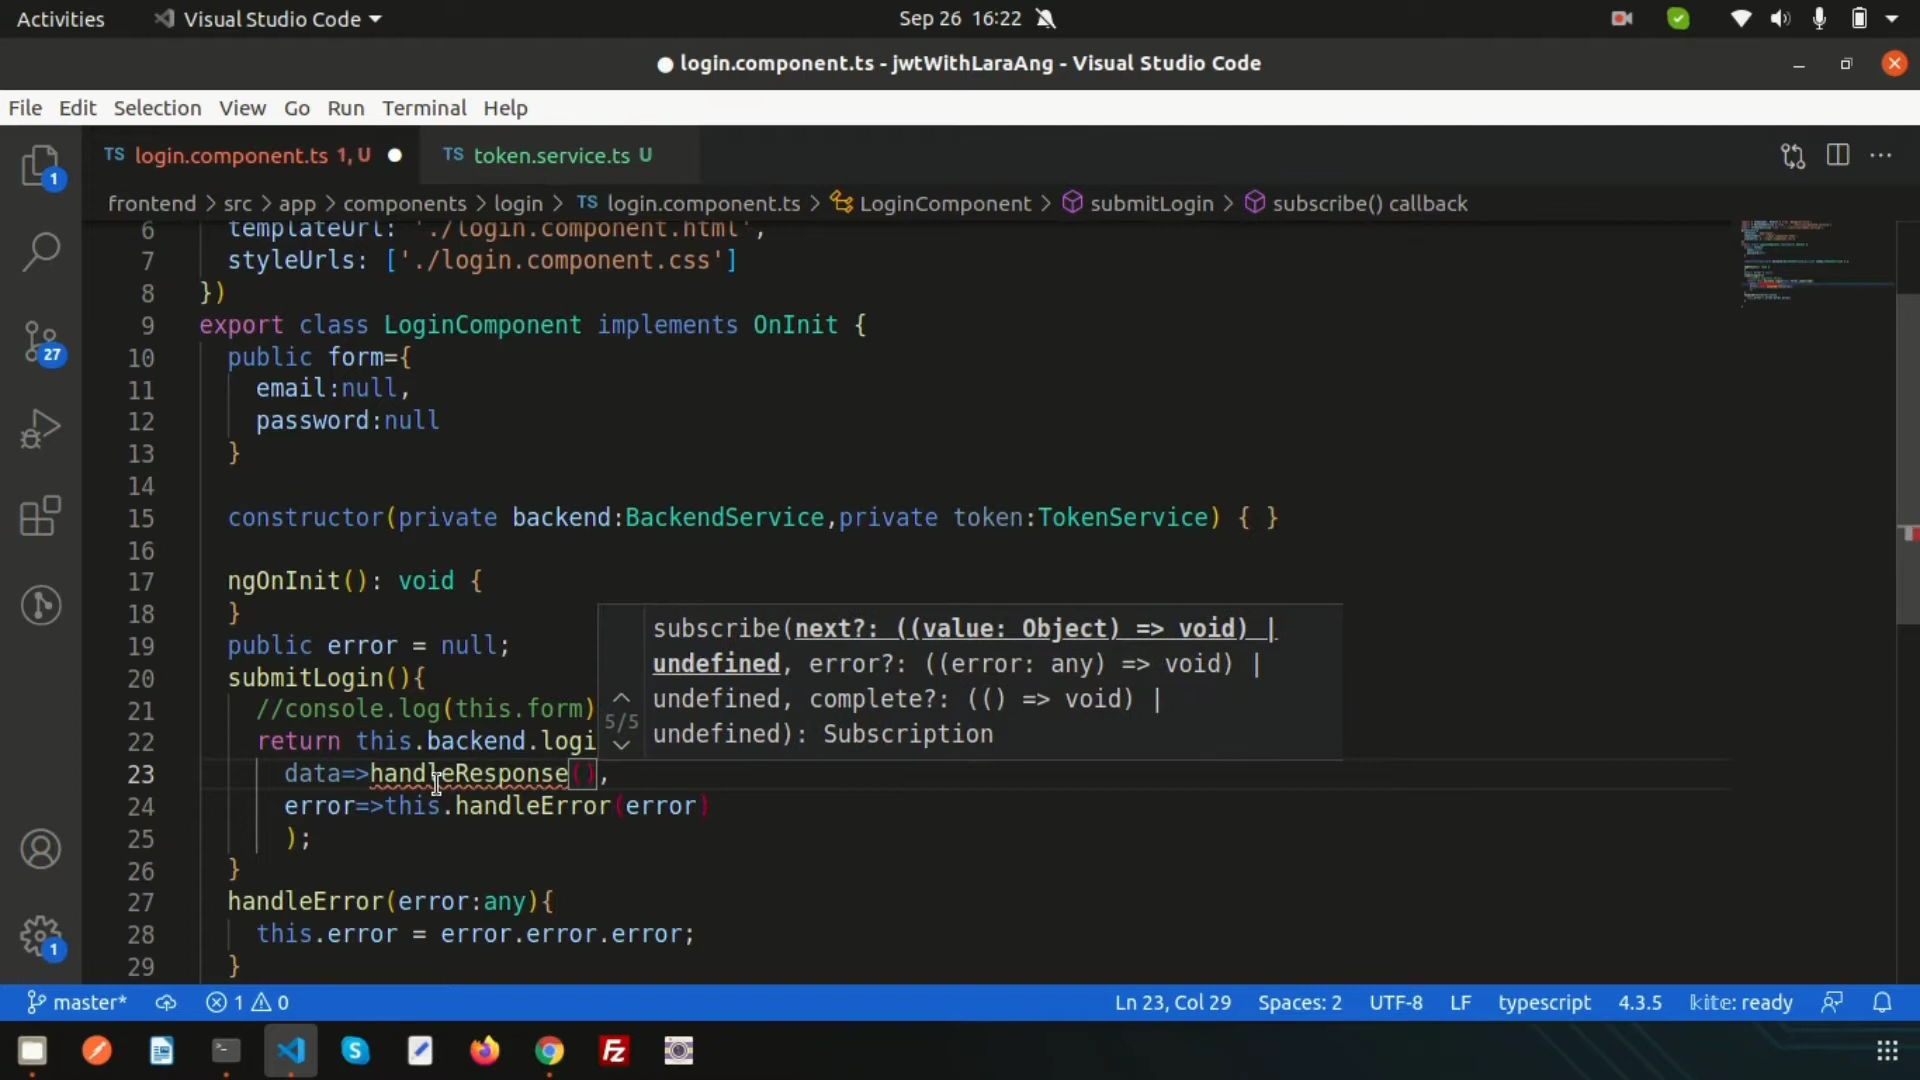 Activities
Visual Studio Code
Sep 26 16:22
login.component.ts - jwtWithLaraAng - Visual Studio Code
File Edit Selection View Go Run Terminal Help
TS login.component.ts 1, U
TS token.service.ts U
frontend > src > app > components > login > TS login.component.ts > LoginComponent > submitLogin > subscribe() callback
6 templateUrl: './login.component.html',
7 styleUrls: ['./login.component.css']
8 })
9 export class LoginComponent implements OnInit {
10 public form={
11 email:null,
12 password:null
13 }
14
15 constructor(private backend:BackendService,private token:TokenService) { }
16
17 ngOnInit(): void {
18 }
19 public error = null;
20 submitLogin(){
21 //console.log(this.form)
22 return this.backend.logi
23 data=>handleResponse(),
24 error=>this.handleError(error)
25 );
26 }
27 handleError(error:any){
28 this.error = error.error.error;
29 }
subscribe(next?: ((value: Object) => void) |
undefined, error?: ((error: any) => void) |
undefined, complete?: (() => void) |
undefined): Subscription
5/5
1
27
1
master* 1 0
Ln 23, Col 29 Spaces: 2 UTF-8 LF typescript 4.3.5 kite: ready